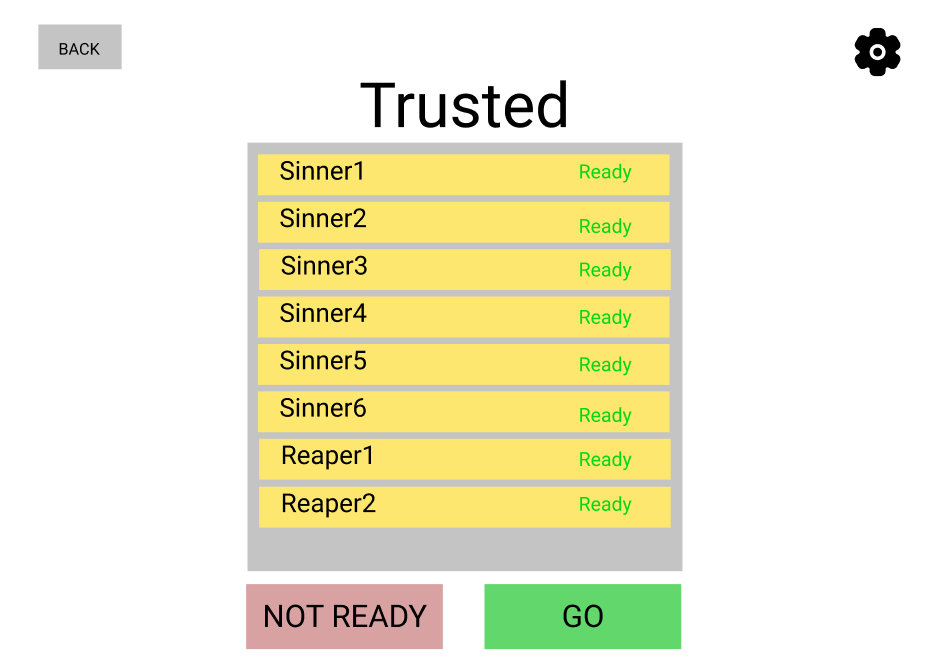 BACK
Trusted
Sinner1 Ready
Sinner2 Ready
Sinner3 Ready
Sinner4 Ready
Sinner5 Ready
Sinner6 Ready
Reaper1 Ready
Reaper2 Ready
NOT READY GO